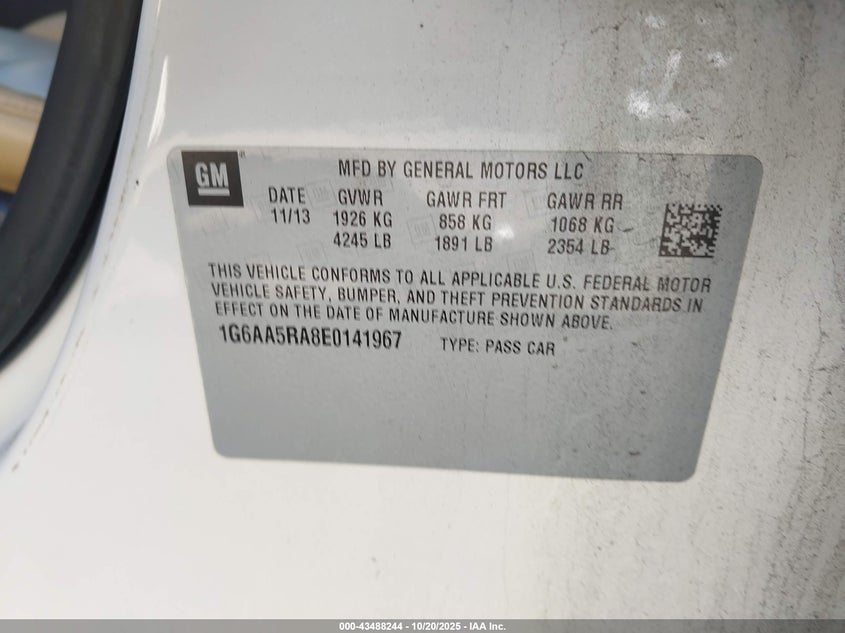 GM
MFD BY GENERAL MOTORS LLC
DATE GVWR GAWR FRT GAWR RR
11/13 1926 KG 858 KG 1068 KG
4245 LB 1891 LB 2354 LB
THIS VEHICLE CONFORMS TO ALL APPLICABLE U.S. FEDERAL MOTOR
VEHICLE SAFETY, BUMPER, AND THEFT PREVENTION STANDARDS IN
EFFECT ON THE DATE OF MANUFACTURE SHOWN ABOVE.
1G6AA5RA8E0141967 TYPE: PASS CAR
000-43488244 - 10/20/2025 - IAA Inc.